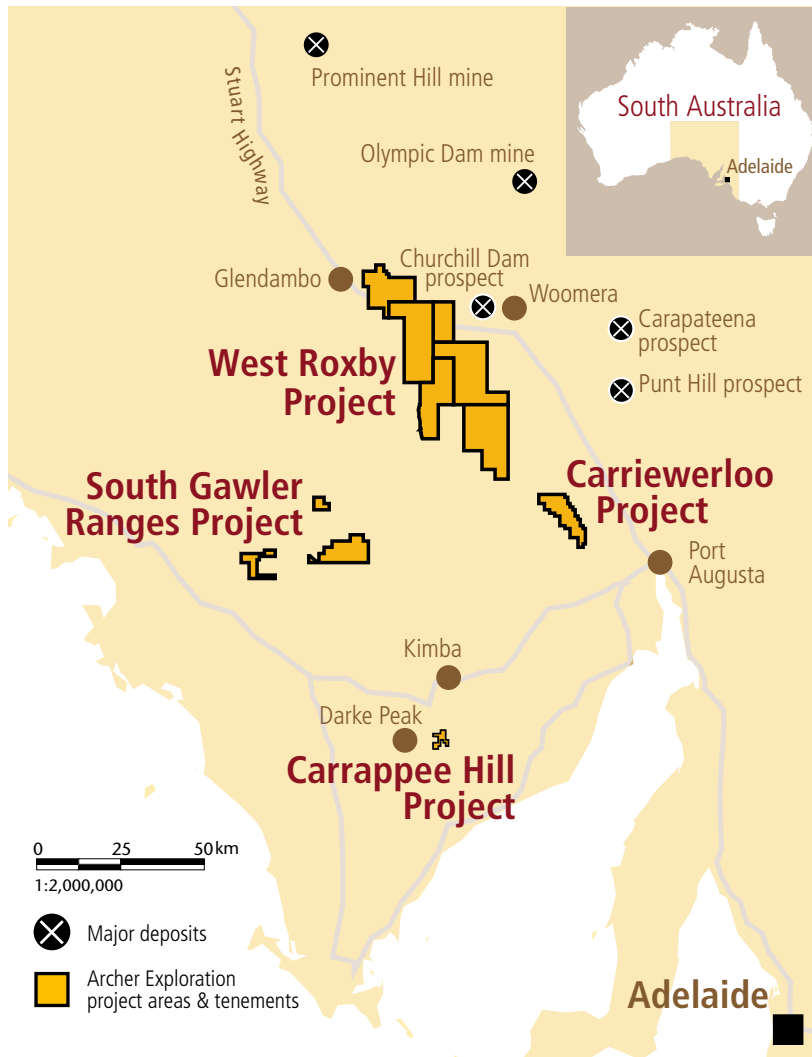 Prominent Hill mine
Stuart Highway
South Australia
Adelaide
Olympic Dam mine
Glendambo
Churchill Dam
prospect
Woomera
Carapateena
prospect
West Roxby
Project
Punt Hill prospect
South Gawler
Ranges Project
Carriewerloo
Project
Port
Augusta
Kimba
Darke Peak
Carrappee Hill
Project
0 25 50 km
1:2,000,000
Major deposits
Archer Exploration
project areas & tenements
Adelaide